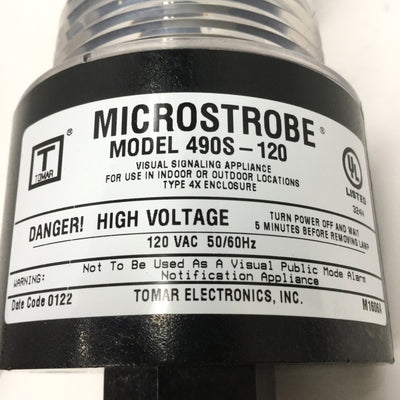 MICROSTROBE®
MODEL 490S-120
T
TOMAR
®
VISUAL SIGNALING APPLIANCE
FOR USE IN INDOOR OR OUTDOOR LOCATIONS
TYPE 4X ENCLOSURE
UL
®
LISTED
324H
DANGER! HIGH VOLTAGE
120 VAC 50/60Hz
TURN POWER OFF AND WAIT
5 MINUTES BEFORE REMOVING LAMP
WARNING:
Not To Be Used As A Visual Public Mode Alarm
Notification Appliance
Date Code 0122
TOMAR ELECTRONICS, INC.